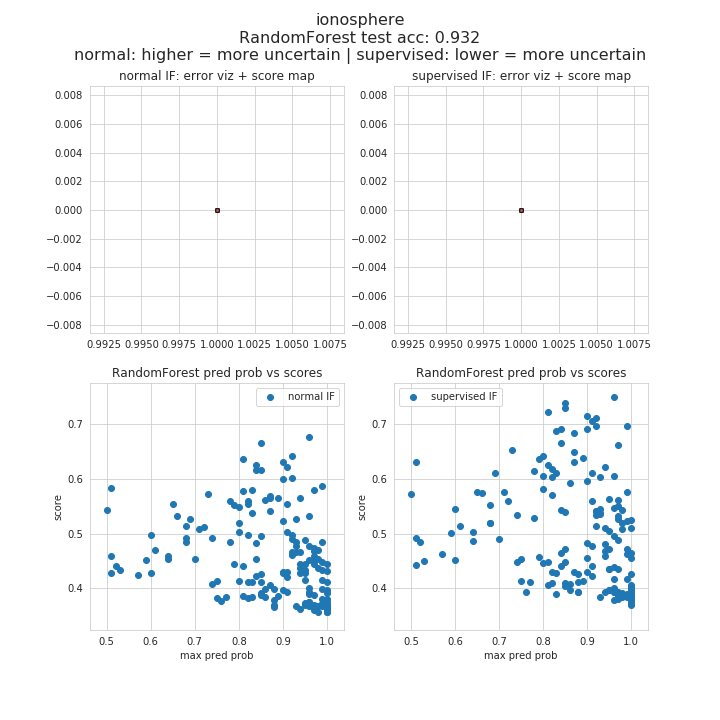 ionosphere
RandomForest test acc: 0.932
normal: higher = more uncertain | supervised: lower = more uncertain
normal IF: error viz + score map
supervised IF: error viz + score map
0.008
0.006
0.004
0.002
0.000
−0.002
−0.004
−0.006
−0.008
0.9925 0.9950 0.9975 1.0000 1.0025 1.0050 1.0075
0.008
0.006
0.004
0.002
0.000
−0.002
−0.004
−0.006
−0.008
0.9925 0.9950 0.9975 1.0000 1.0025 1.0050 1.0075
RandomForest pred prob vs scores
normal IF
score
0.7
0.6
0.5
0.4
0.5 0.6 0.7 0.8 0.9 1.0
max pred prob
RandomForest pred prob vs scores
supervised IF
score
0.7
0.6
0.5
0.4
0.5 0.6 0.7 0.8 0.9 1.0
max pred prob